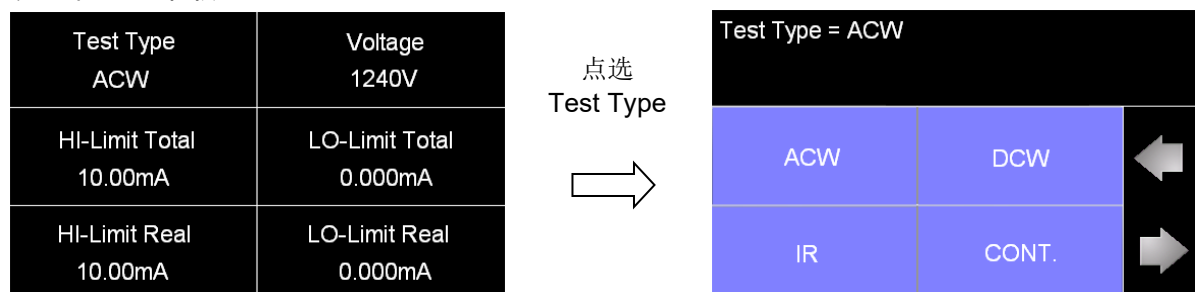 Test Type
ACW
Voltage
1240V
HI-Limit Total
10.00mA
LO-Limit Total
0.000mA
HI-Limit Real
10.00mA
LO-Limit Real
0.000mA
点选
Test Type
Test Type = ACW
ACW
DCW
IR
CONT.